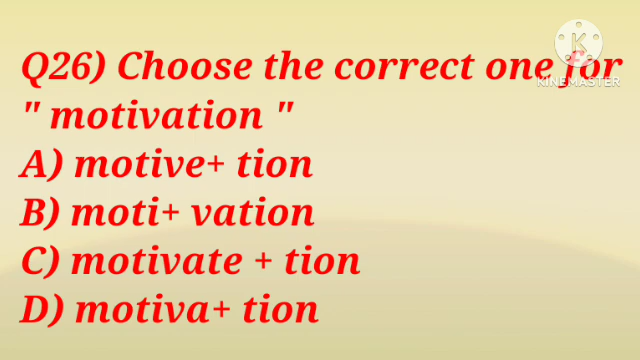 Q26) Choose the correct one for
" motivation "
A) motive+ tion
B) moti+ vation
C) motivate + tion
D) motiva+ tion
K
KINEMASTER